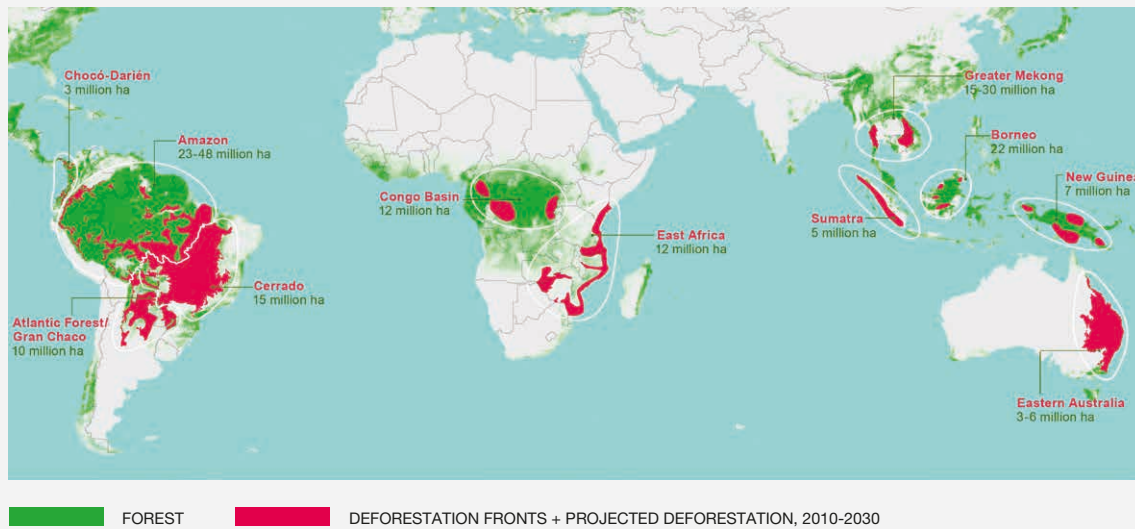 Chocó-Darién
3 million ha
Amazon
23-48 million ha
Cerrado
15 million ha
Atlantic Forest/
Gran Chaco
10 million ha
Congo Basin
12 million ha
East Africa
12 million ha
Greater Mekong
15-30 million ha
Borneo
22 million ha
New Guinea
7 million ha
Sumatra
5 million ha
Eastern Australia
3-6 million ha
FOREST
DEFORESTATION FRONTS + PROJECTED DEFORESTATION, 2010-2030